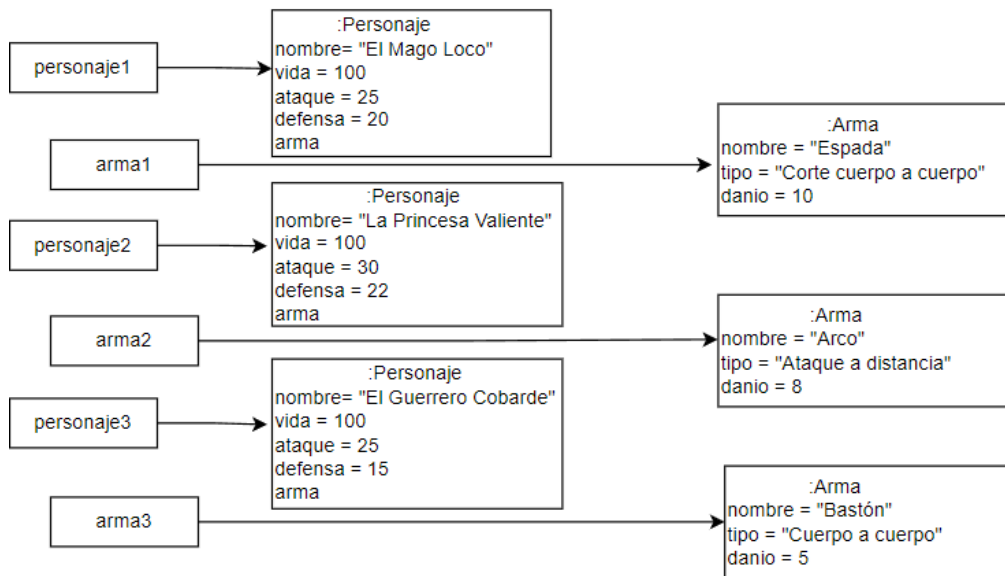 personaje1
:Personaje
nombre= "El Mago Loco"
vida = 100
ataque = 25
defensa = 20
arma
arma1
:Arma
nombre = "Espada"
tipo = "Corte cuerpo a cuerpo"
danio = 10
personaje2
:Personaje
nombre= "La Princesa Valiente"
vida = 100
ataque = 30
defensa = 22
arma
arma2
:Arma
nombre = "Arco"
tipo = "Ataque a distancia"
danio = 8
personaje3
:Personaje
nombre= "El Guerrero Cobarde"
vida = 100
ataque = 25
defensa = 15
arma
arma3
:Arma
nombre = "Bastón"
tipo = "Cuerpo a cuerpo"
danio = 5